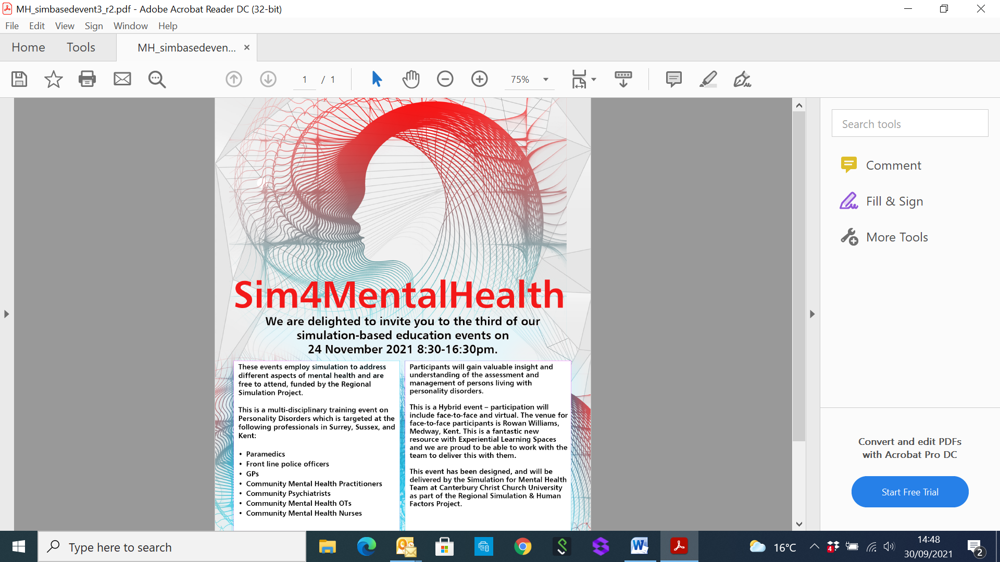 MH_simbasedevent3_r2.pdf - Adobe Acrobat Reader DC (32-bit)
File Edit View Sign Window Help
Home Tools MH_simbasedeven...
1 / 1 75%
Search tools
Comment
Fill & Sign
More Tools
Convert and edit PDFs
with Acrobat Pro DC
Start Free Trial
Sim4MentalHealth
We are delighted to invite you to the third of our
simulation-based education events on
24 November 2021 8:30-16:30pm.
These events employ simulation to address
different aspects of mental health and are
free to attend, funded by the Regional
Simulation Project.
This is a multi-disciplinary training event on
Personality Disorders which is targeted at the
following professionals in Surrey, Sussex, and
Kent:
• Paramedics
• Front line police officers
• GPs
• Community Mental Health Practitioners
• Community Psychiatrists
• Community Mental Health OTs
• Community Mental Health Nurses
Participants will gain valuable insight and
understanding of the assessment and
management of persons living with
personality disorders.
This is a Hybrid event – participation will
include face-to-face and virtual. The venue for
face-to-face participants is Rowan Williams,
Medway, Kent. This is a fantastic new
resource with Experiential Learning Spaces
and we are proud to be able to work with the
team to deliver this with them.
This event has been designed, and will be
delivered by the Simulation for Mental Health
Team at Canterbury Christ Church University
as part of the Regional Simulation & Human
Factors Project.
Type here to search
16°C
4
14:48
30/09/2021
2